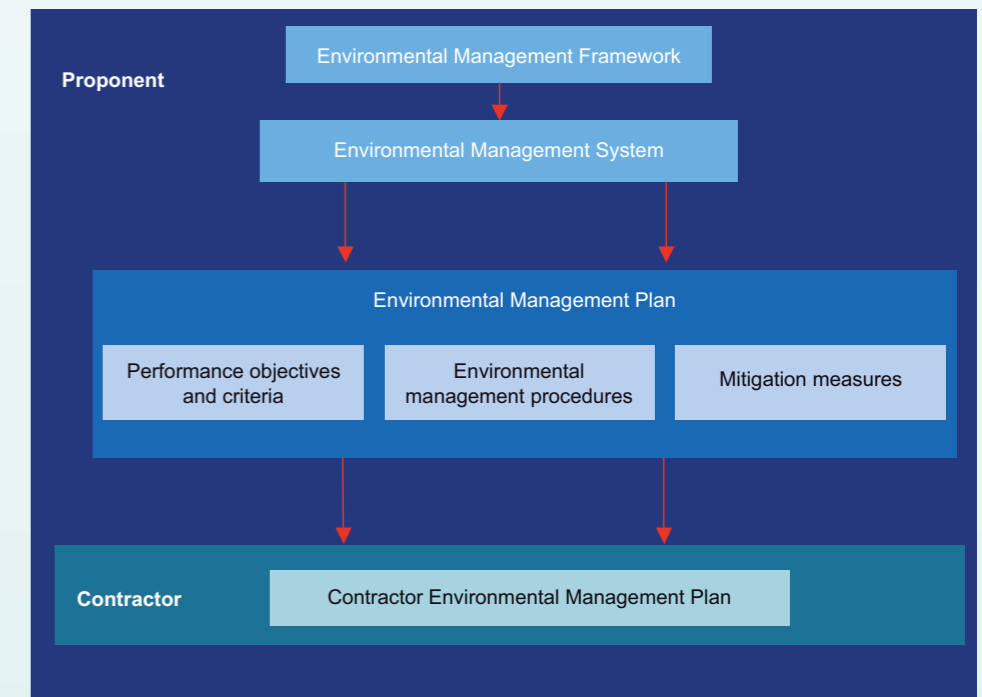 Proponent
Environmental Management Framework
Environmental Management System
Environmental Management Plan
Performance objectives
and criteria
Environmental
management procedures
Mitigation measures
Contractor
Contractor Environmental Management Plan